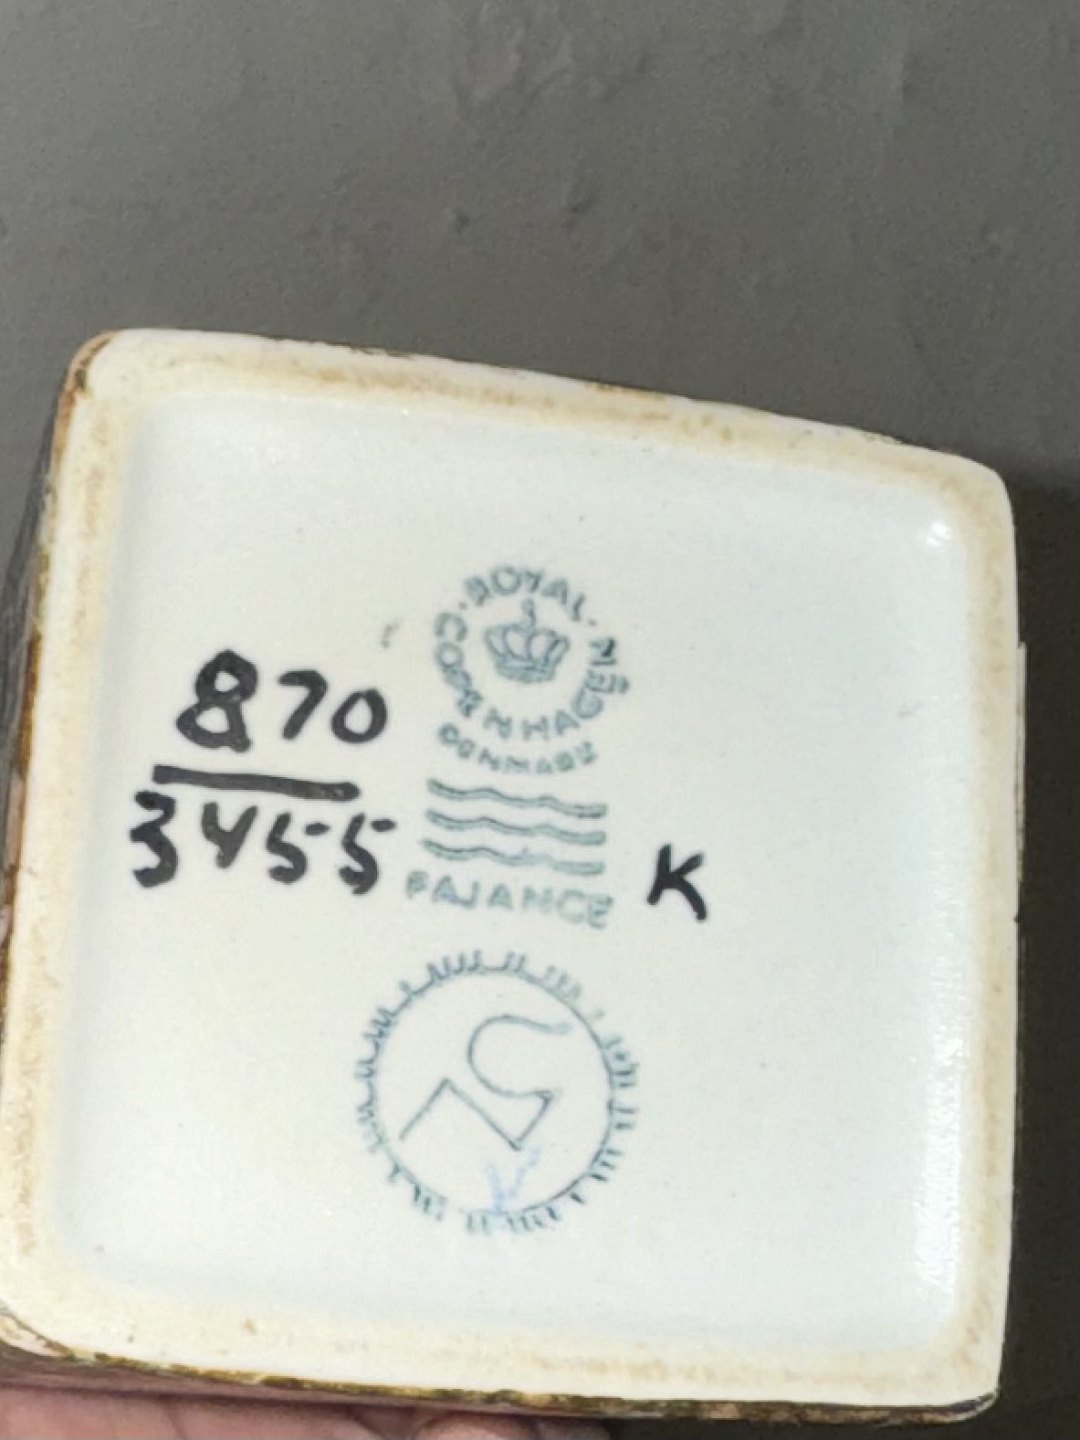 ROYAL
COPENHAGEN
DENMARK
870
3455
FAJANCE
K